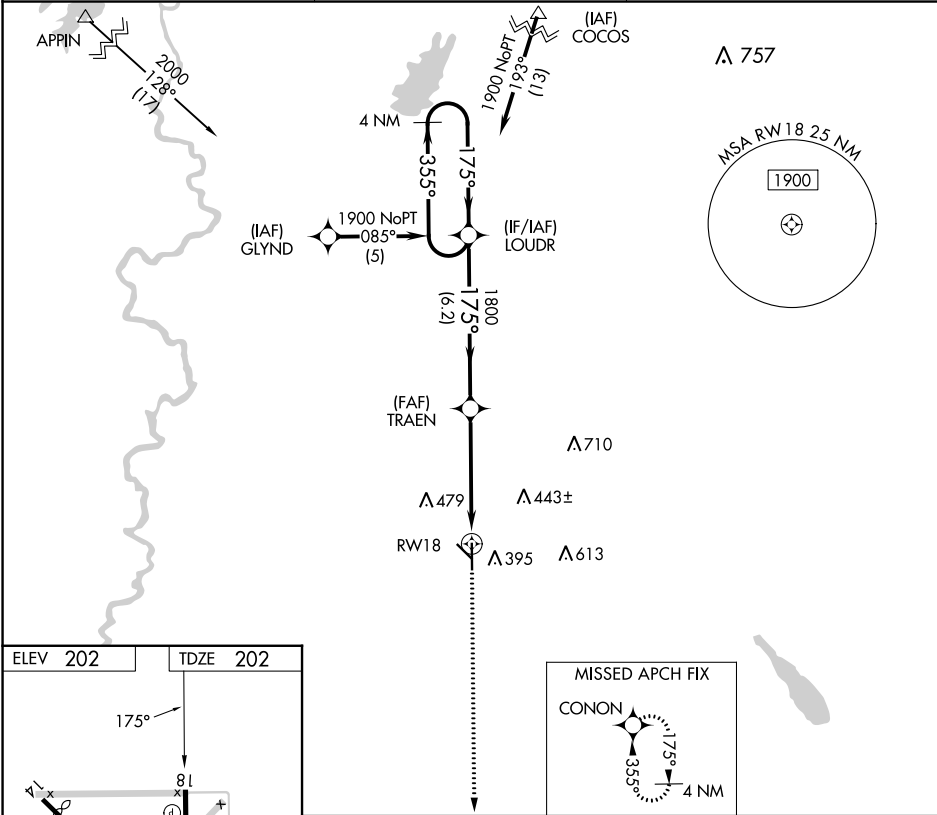 APPIN
2000
128°
(17)
(IAF)
COCOS
1900 NoPT
193°
(13)
757
4 NM
355°
175°
MSA RW18 25 NM
1900
(IAF)
GLYND
1900 NoPT
085°
(5)
(IF/IAF)
LOUDR
1800
175°
(6.2)
(FAF)
TRAEN
710
479
443±
RW18
395
613
ELEV 202
TDZE 202
175°
14
18
P
MISSED APCH FIX
CONON
175°
355°
4 NM